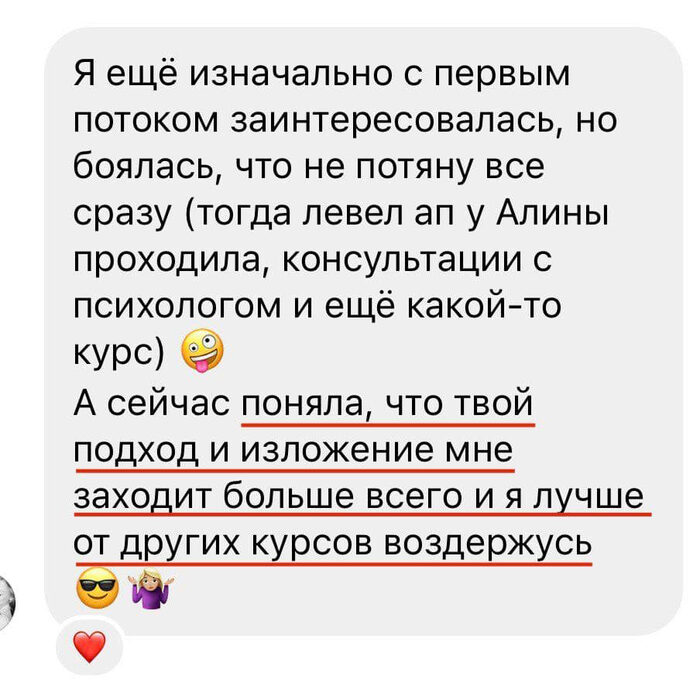 Я ещё изначально с первым
потоком заинтересовалась, но
боялась, что не потяну все
сразу (тогда левел ап у Алины
проходила, консультации с
психологом и ещё какой-то
курс) 🤪
А сейчас поняла, что твой
подход и изложение мне
заходит больше всего и я лучше
от других курсов воздержусь
😎🤷🏼‍♀️
❤️